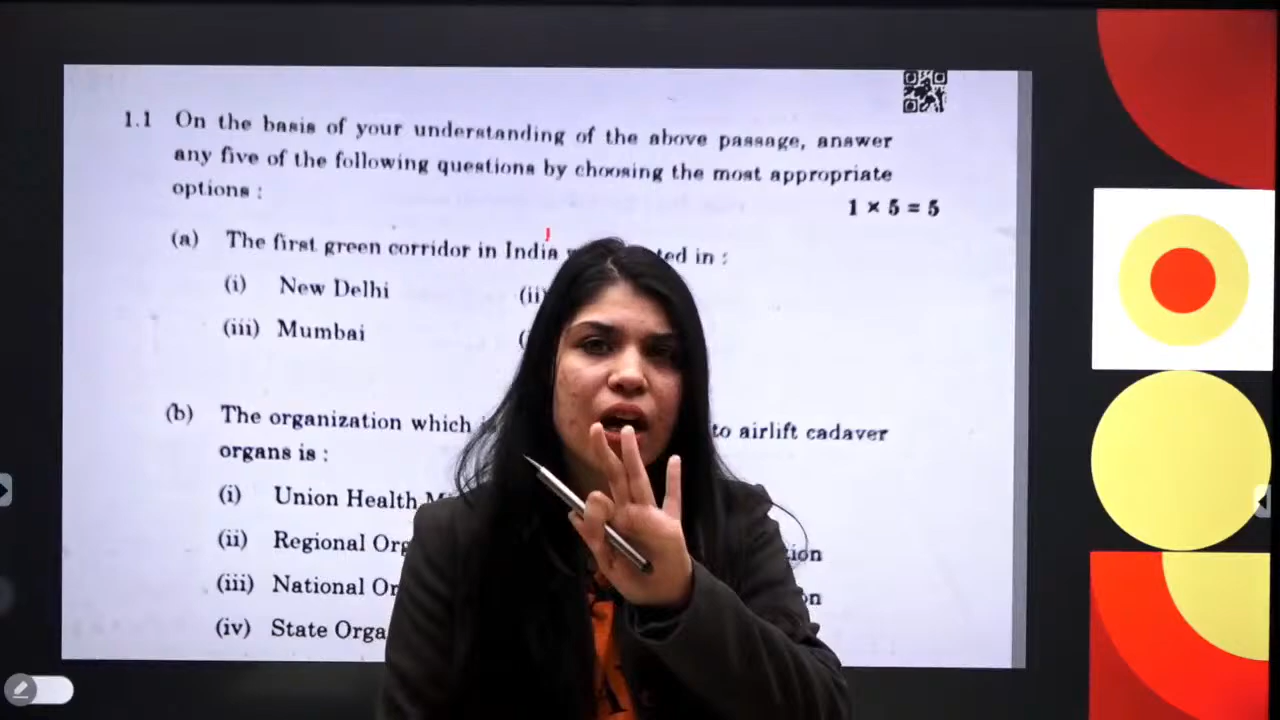 1.1 On the basis of your understanding of the above passage, answer
any five of the following questions by choosing the most appropriate
options :
1 × 5 = 5
(a) The first green corridor in India ted in :
(i) New Delhi (ii)
(iii) Mumbai
(b) The organization which to airlift cadaver
organs is :
(i) Union Health
(ii) Regional Org ion
(iii) National Or on
(iv) State Orga